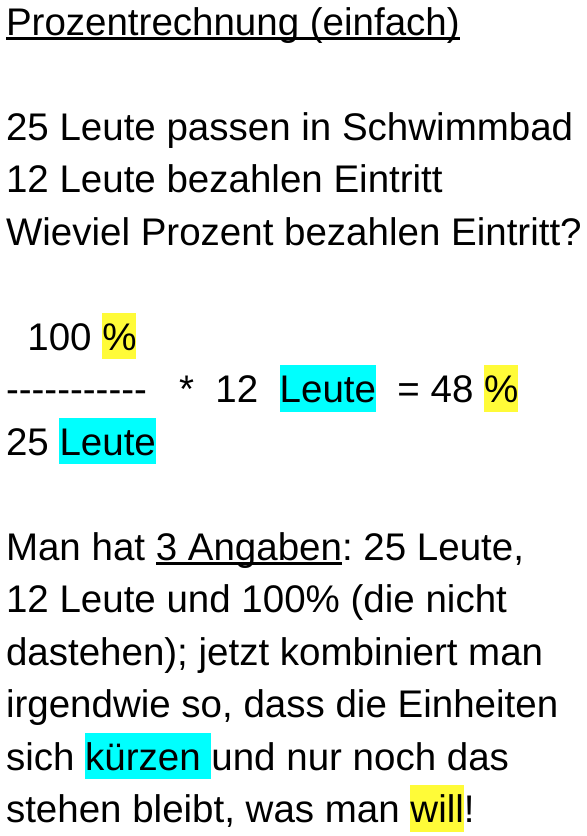 Prozentrechnung (einfach)
25 Leute passen in Schwimmbad
12 Leute bezahlen Eintritt
Wieviel Prozent bezahlen Eintritt?
100 %
----------- * 12 Leute = 48 %
25 Leute
Man hat 3 Angaben: 25 Leute,
12 Leute und 100% (die nicht
dastehen); jetzt kombiniert man
irgendwie so, dass die Einheiten
sich kürzen und nur noch das
stehen bleibt, was man will!